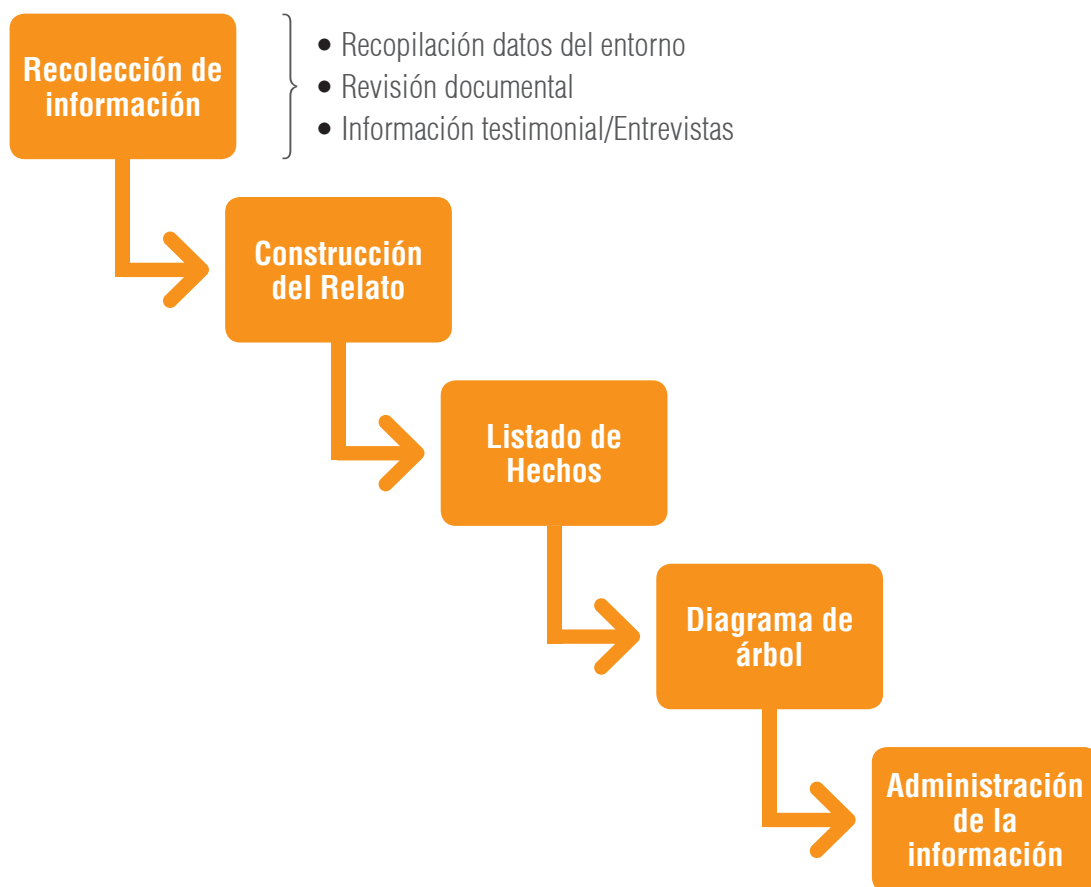 Recolección de
información
• Recopilación datos del entorno
• Revisión documental
• Información testimonial/Entrevistas
Construcción
del Relato
Listado de
Hechos
Diagrama de
árbol
Administración
de la
información